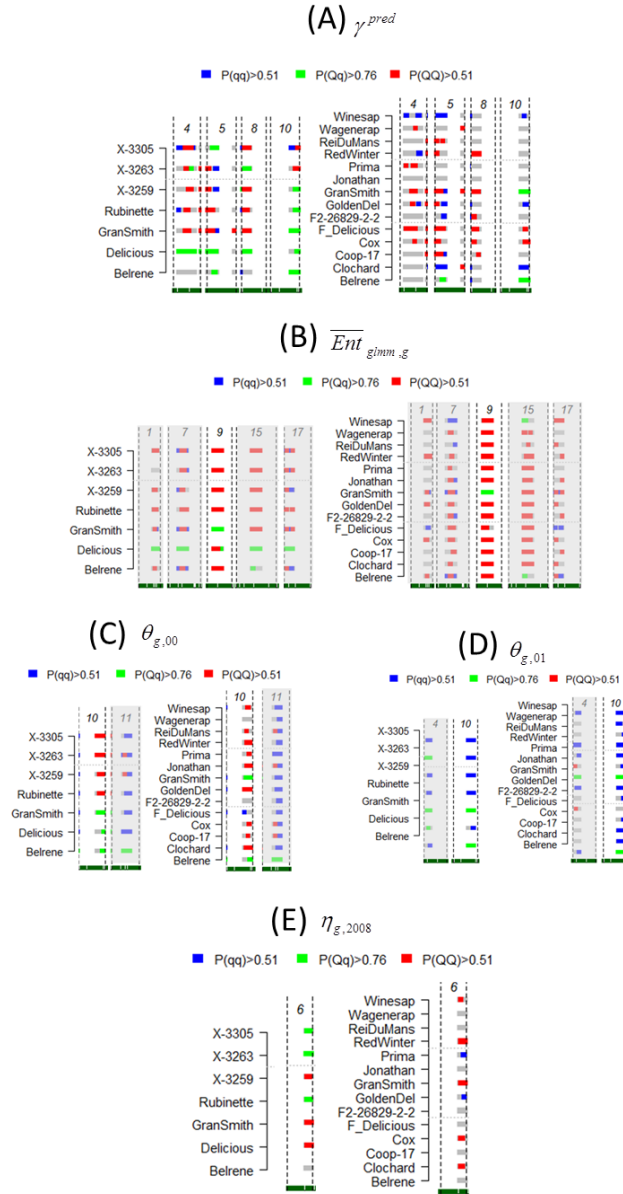 (A) γ^pred
P(qq)>0.51 P(qq)>0.76 P(QQ)>0.51
4 5 8 10
X-3305
X-3263
X-3259
Rubinette
GranSmith
Delicious
Belrene
4 5 8 10
Winesap
Wagenerap
ReiDuMans
RedWinter
Prima
Jonathan
GranSmith
GoldenDel
F2-26829-2-2
F_Delicious
Cox
Coop-17
Clochard
Belrene
(B) Ent glmm,g
P(qq)>0.51 P(Qq)>0.76 P(QQ)>0.51
1 7 9 15 17
X-3305
X-3263
X-3259
Rubinette
GranSmith
Delicious
Belrene
1 7 9 15 17
Winesap
Wagenerap
ReiDuMans
RedWinter
Prima
Jonathan
GranSmith
GoldenDel
F2-26829-2-2
F_Delicious
Cox
Coop-17
Clochard
Belrene
(C) θg,00
P(qq)>0.51 P(Qq)>0.76 P(QQ)>0.51
10 11
X-3305
X-3263
X-3259
Rubinette
GranSmith
Delicious
Belrene
10 11
Winesap
Wagenerap
ReiDuMans
RedWinter
Prima
Jonathan
GranSmith
GoldenDel
F2-26829-2-2
F_Delicious
Cox
Coop-17
Clochard
Belrene
(D) θg,01
P(qq)>0.51 P(Qq)>0.76 P(QQ)>0.51
4 10
X-3305
X-3263
X-3259
Rubinette
GranSmith
Delicious
Belrene
4 10
Winesap
Wagenerap
ReiDuMans
RedWinter
Prima
Jonathan
GranSmith
GoldenDel
F2-26829-2-2
F_Delicious
Cox
Coop-17
Clochard
Belrene
(E) ηg,2008
P(qq)>0.51 P(Qq)>0.76 P(QQ)>0.51
6
X-3305
X-3263
X-3259
Rubinette
GranSmith
Delicious
Belrene
6
Winesap
Wagenerap
ReiDuMans
RedWinter
Prima
Jonathan
GranSmith
GoldenDel
F2-26829-2-2
F_Delicious
Cox
Coop-17
Clochard
Belrene